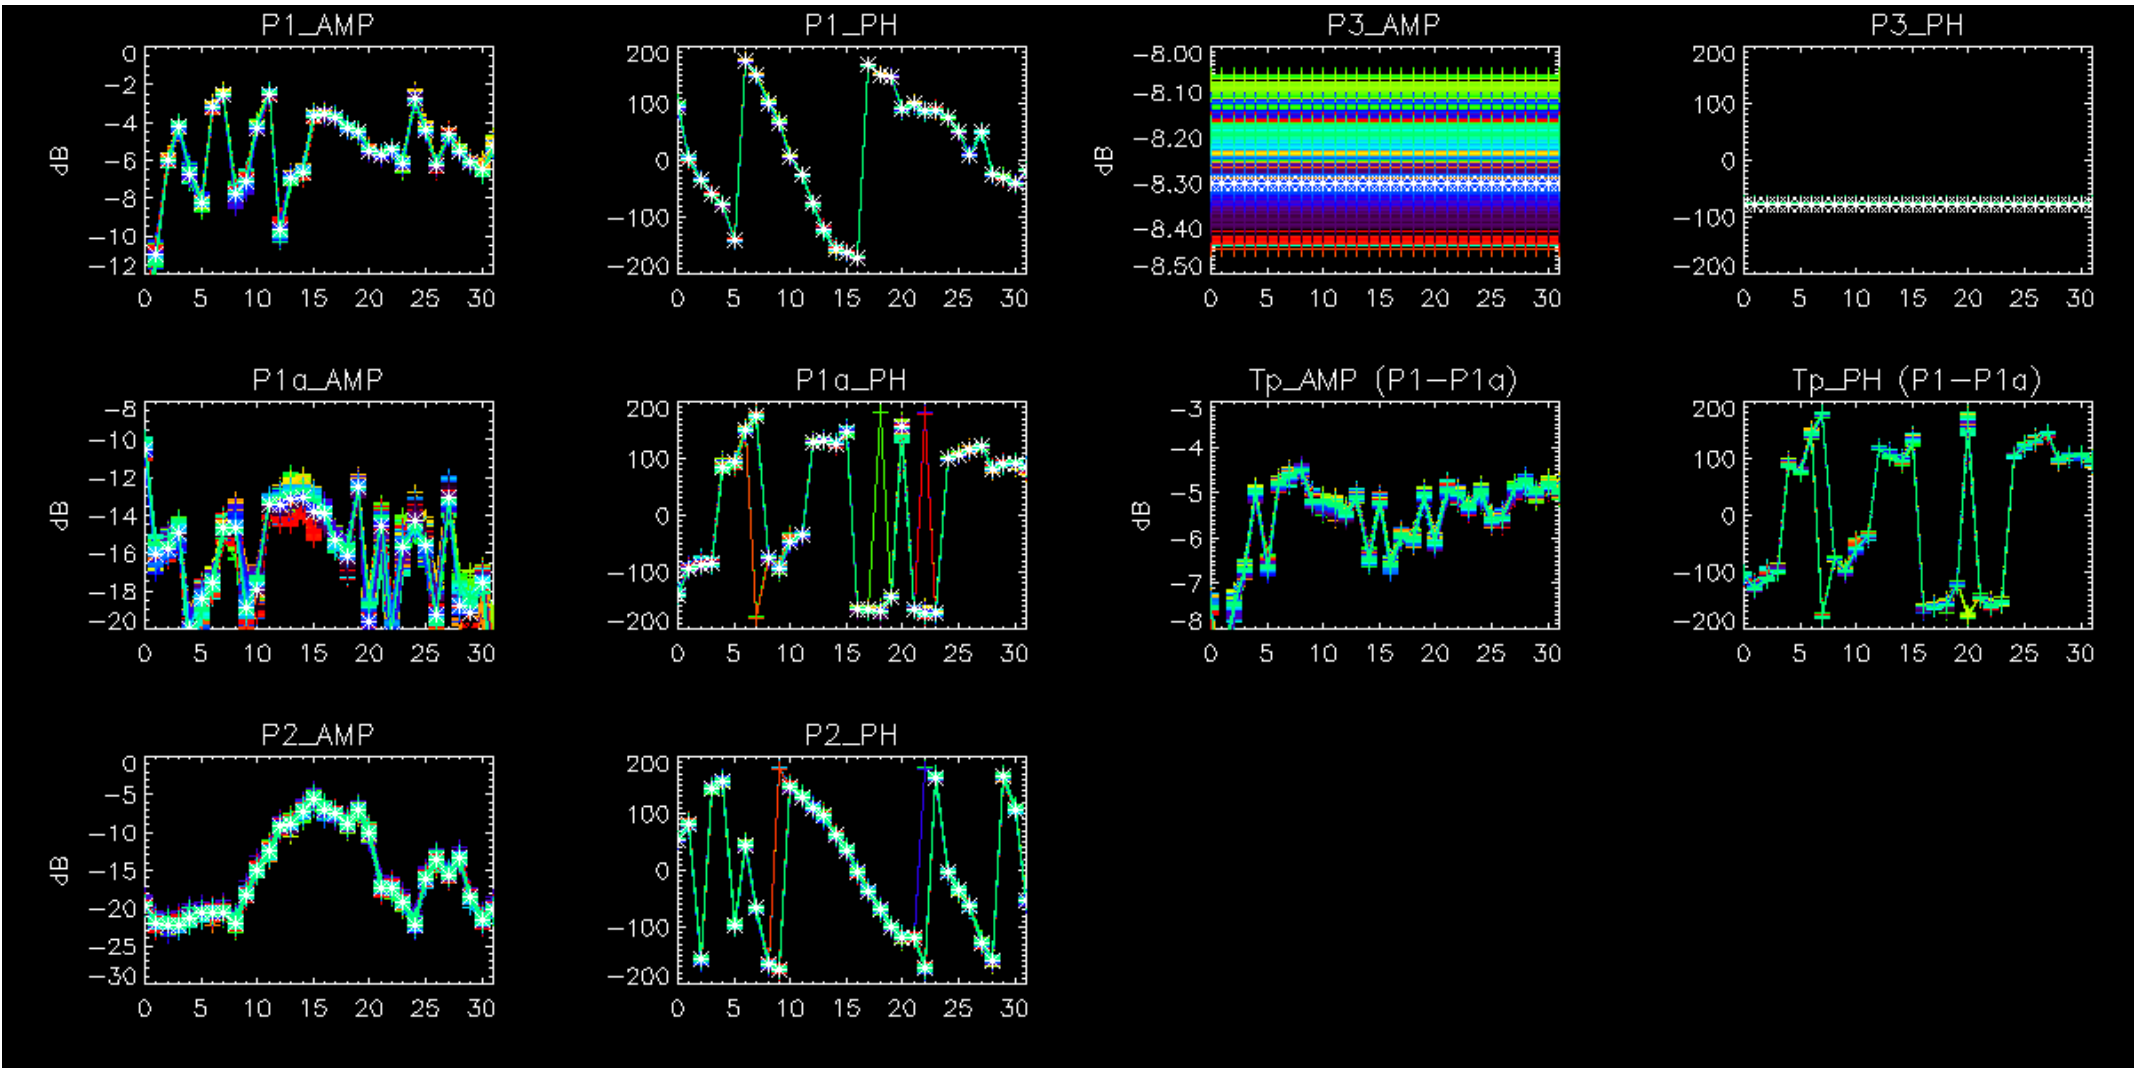 P1_AMP
0
−2
−4
−6
−8
−10
−12
dB
0 5 10 15 20 25 30
P1_PH
200
100
0
−100
−200
0 5 10 15 20 25 30
P3_AMP
−8.00
−8.10
−8.20
−8.30
−8.40
−8.50
dB
0 5 10 15 20 25 30
P3_PH
200
100
0
−100
−200
0 5 10 15 20 25 30
P1a_AMP
−8
−10
−12
−14
−16
−18
−20
dB
0 5 10 15 20 25 30
P1a_PH
200
100
0
−100
−200
0 5 10 15 20 25 30
Tp_AMP (P1−P1a)
−3
−4
−5
−6
−7
−8
dB
0 5 10 15 20 25 30
Tp_PH (P1−P1a)
200
100
0
−100
−200
0 5 10 15 20 25 30
P2_AMP
0
−5
−10
−15
−20
−25
−30
dB
0 5 10 15 20 25 30
P2_PH
200
100
0
−100
−200
0 5 10 15 20 25 30